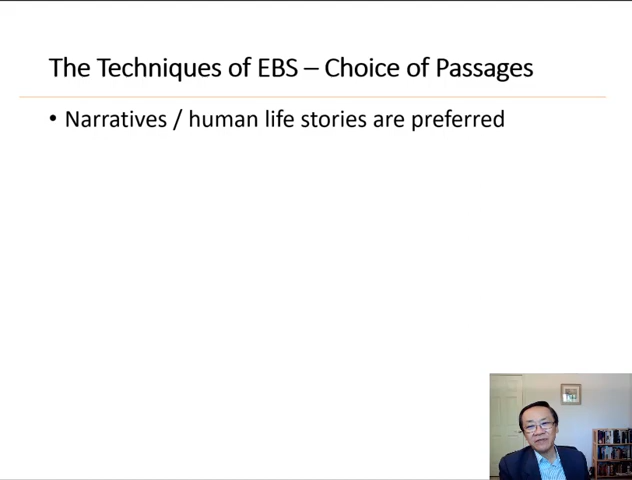 The Techniques of EBS – Choice of Passages
• Narratives / human life stories are preferred